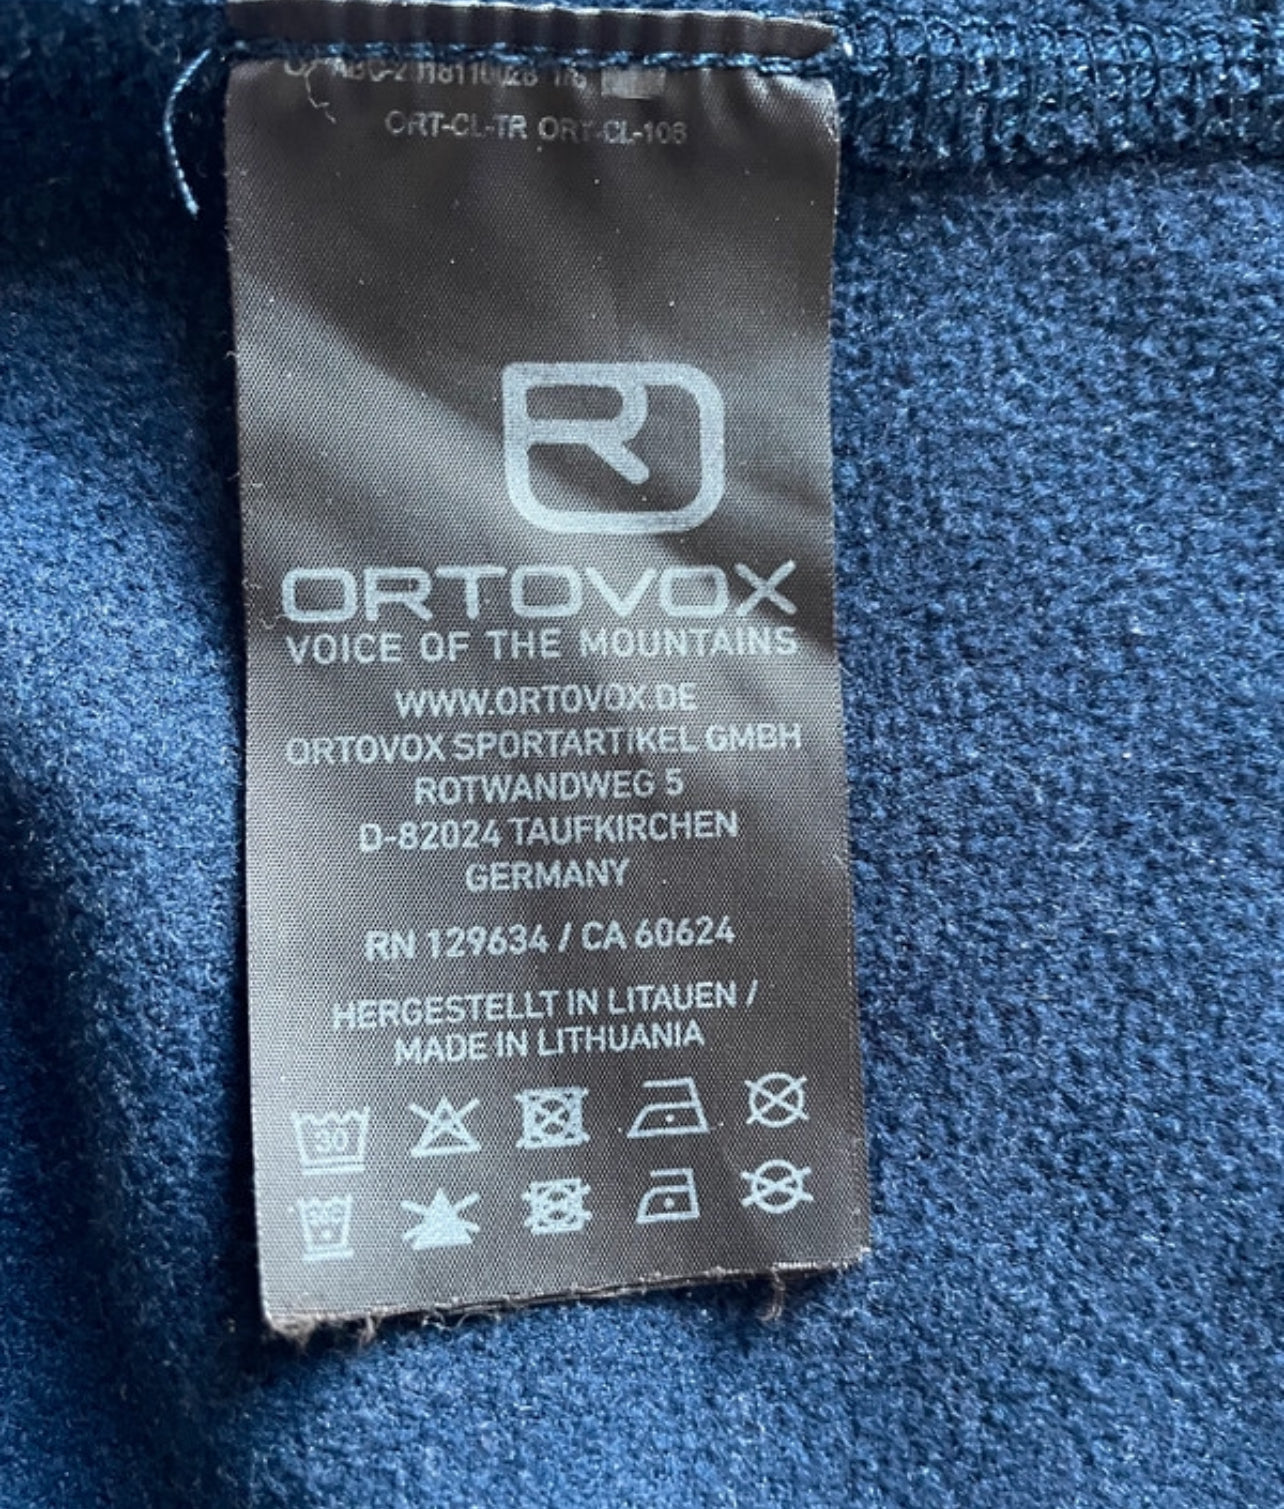 ORT-CL-TR ORT-CL-106
ORTOVOX
VOICE OF THE MOUNTAINS
WWW.ORTOVOX.DE
ORTOVOX SPORTARTIKEL GMBH
ROTWANDWEG 5
D-82024 TAUFKIRCHEN
GERMANY
RN 129634 / CA 60624
HERGESTELLT IN LITAUEN /
MADE IN LITHUANIA
30